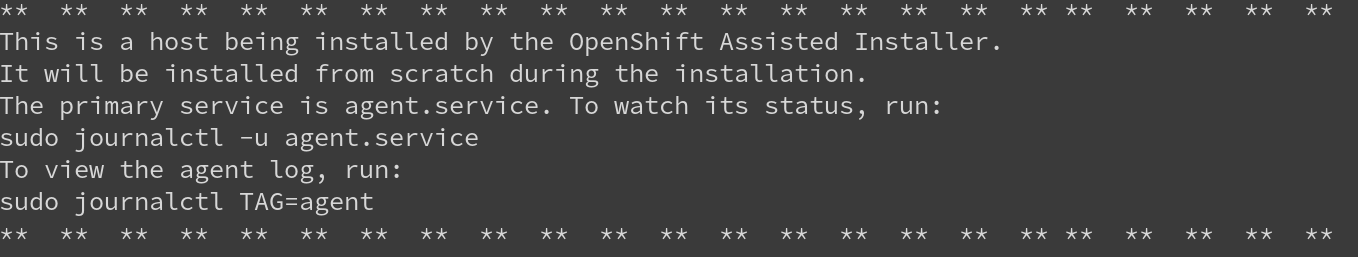 **  **  **  **  **  **  **  **  **  **  **  **  **  **  **  **  **  ** **  **  **  **  **
This is a host being installed by the OpenShift Assisted Installer.
It will be installed from scratch during the installation.
The primary service is agent.service. To watch its status, run:
sudo journalctl -u agent.service
To view the agent log, run:
sudo journalctl TAG=agent
**  **  **  **  **  **  **  **  **  **  **  **  **  **  **  **  **  ** **  **  **  **  **